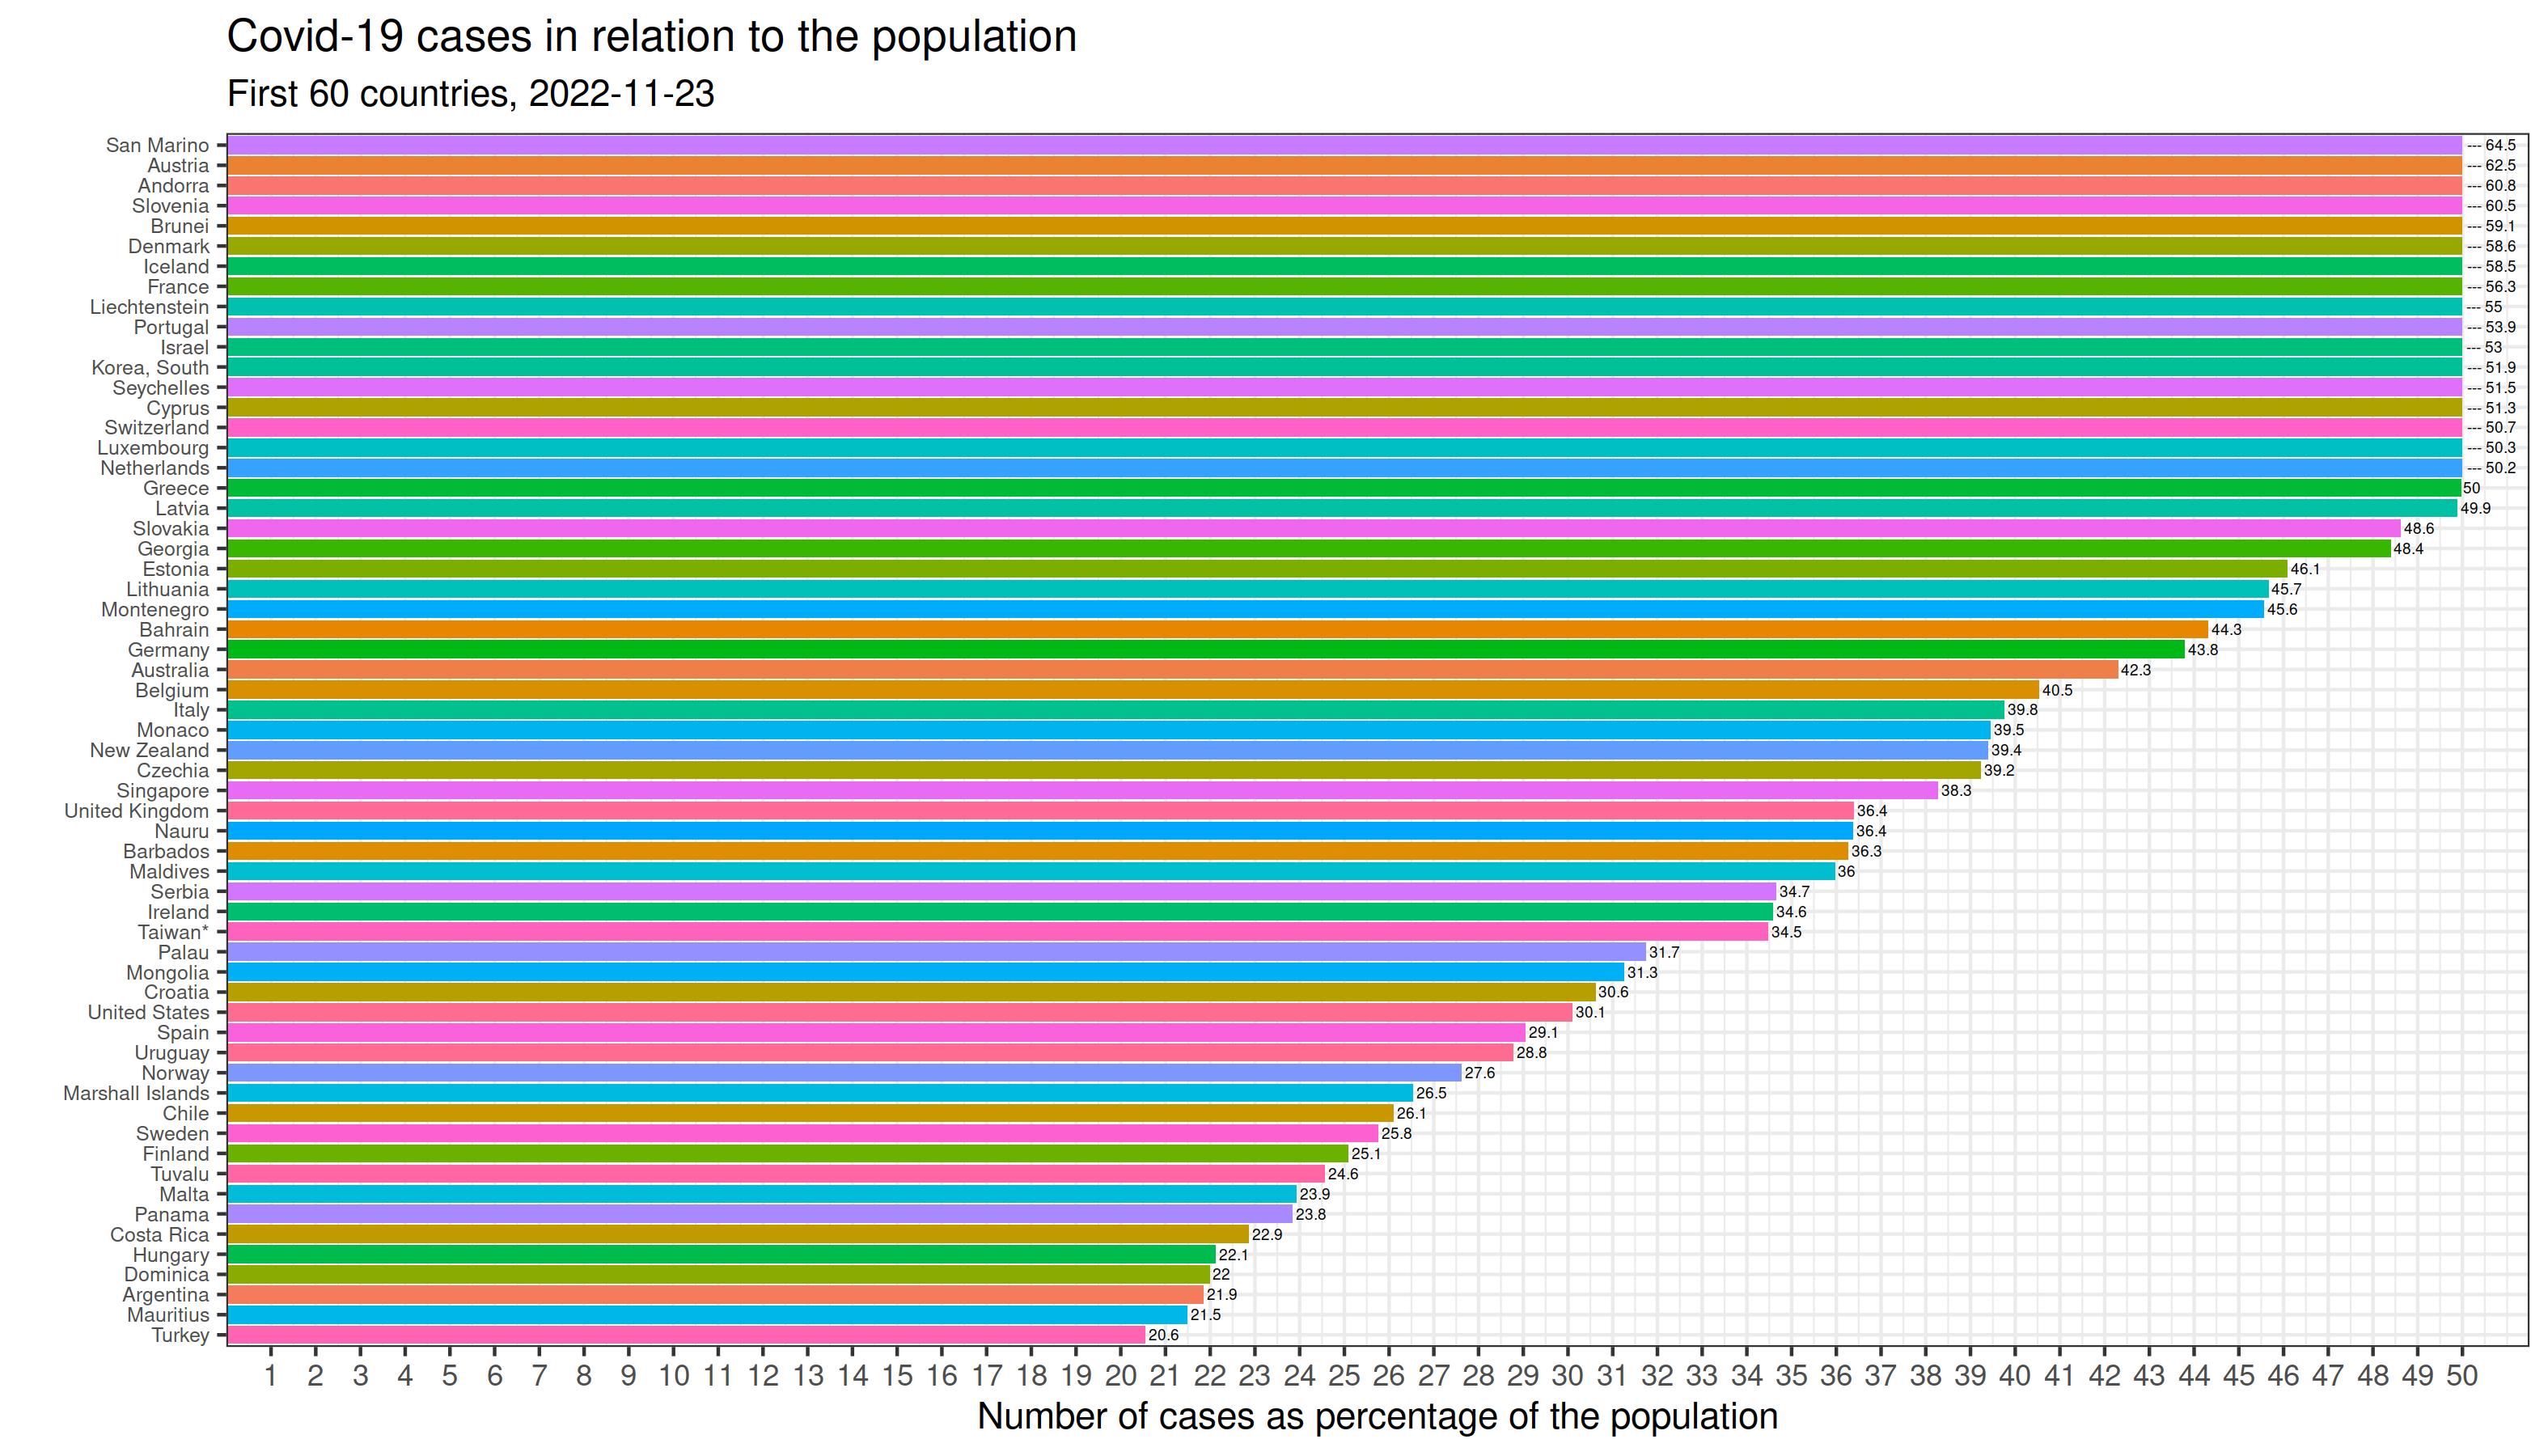 Covid-19 cases in relation to the population
First 60 countries, 2022-11-23
San Marino --- 64.5
Austria --- 62.5
Andorra --- 60.8
Slovenia --- 60.5
Brunei --- 59.1
Denmark --- 58.6
Iceland --- 58.5
France --- 56.3
Liechtenstein --- 55
Portugal --- 53.9
Israel --- 53
Korea, South --- 51.9
Seychelles --- 51.5
Cyprus --- 51.3
Switzerland --- 50.7
Luxembourg --- 50.3
Netherlands --- 50.2
Greece 50
Latvia 49.9
Slovakia 48.6
Georgia 48.4
Estonia 46.1
Lithuania 45.7
Montenegro 45.6
Bahrain 44.3
Germany 43.8
Australia 42.3
Belgium 40.5
Italy 39.8
Monaco 39.5
New Zealand 39.4
Czechia 39.2
Singapore 38.3
United Kingdom 36.4
Nauru 36.4
Barbados 36.3
Maldives 36
Serbia 34.7
Ireland 34.6
Taiwan* 34.5
Palau 31.7
Mongolia 31.3
Croatia 30.6
United States 30.1
Spain 29.1
Uruguay 28.8
Norway 27.6
Marshall Islands 26.5
Chile 26.1
Sweden 25.8
Finland 25.1
Tuvalu 24.6
Malta 23.9
Panama 23.8
Costa Rica 22.9
Hungary 22.1
Dominica 22
Argentina 21.9
Mauritius 21.5
Turkey 20.6
1 2 3 4 5 6 7 8 9 10 11 12 13 14 15 16 17 18 19 20 21 22 23 24 25 26 27 28 29 30 31 32 33 34 35 36 37 38 39 40 41 42 43 44 45 46 47 48 49 50
Number of cases as percentage of the population